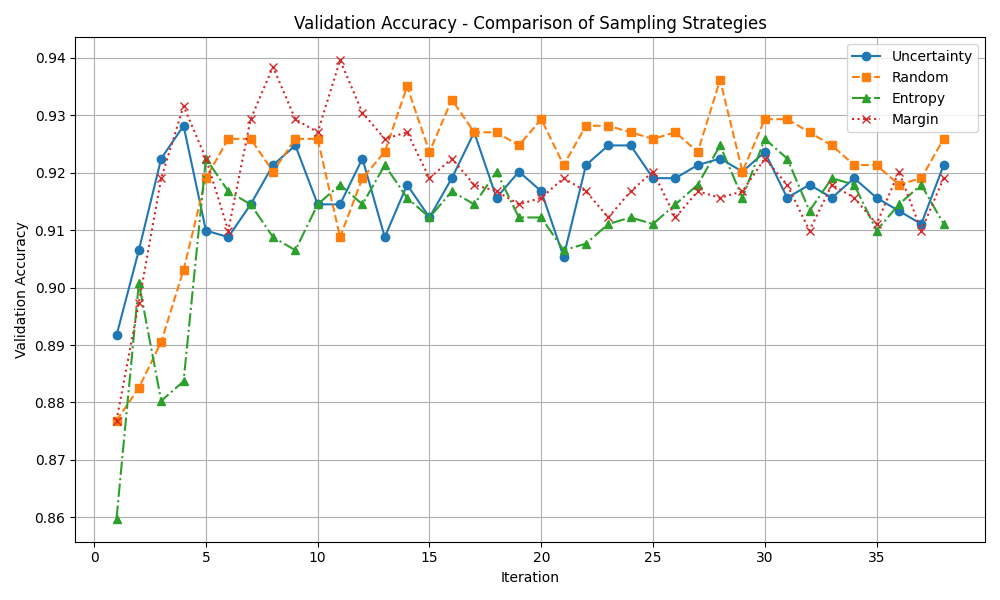 Validation Accuracy - Comparison of Sampling Strategies
Uncertainty
Random
Entropy
Margin
Validation Accuracy
0.94
0.93
0.92
0.91
0.90
0.89
0.88
0.87
0.86
0 5 10 15 20 25 30 35
Iteration